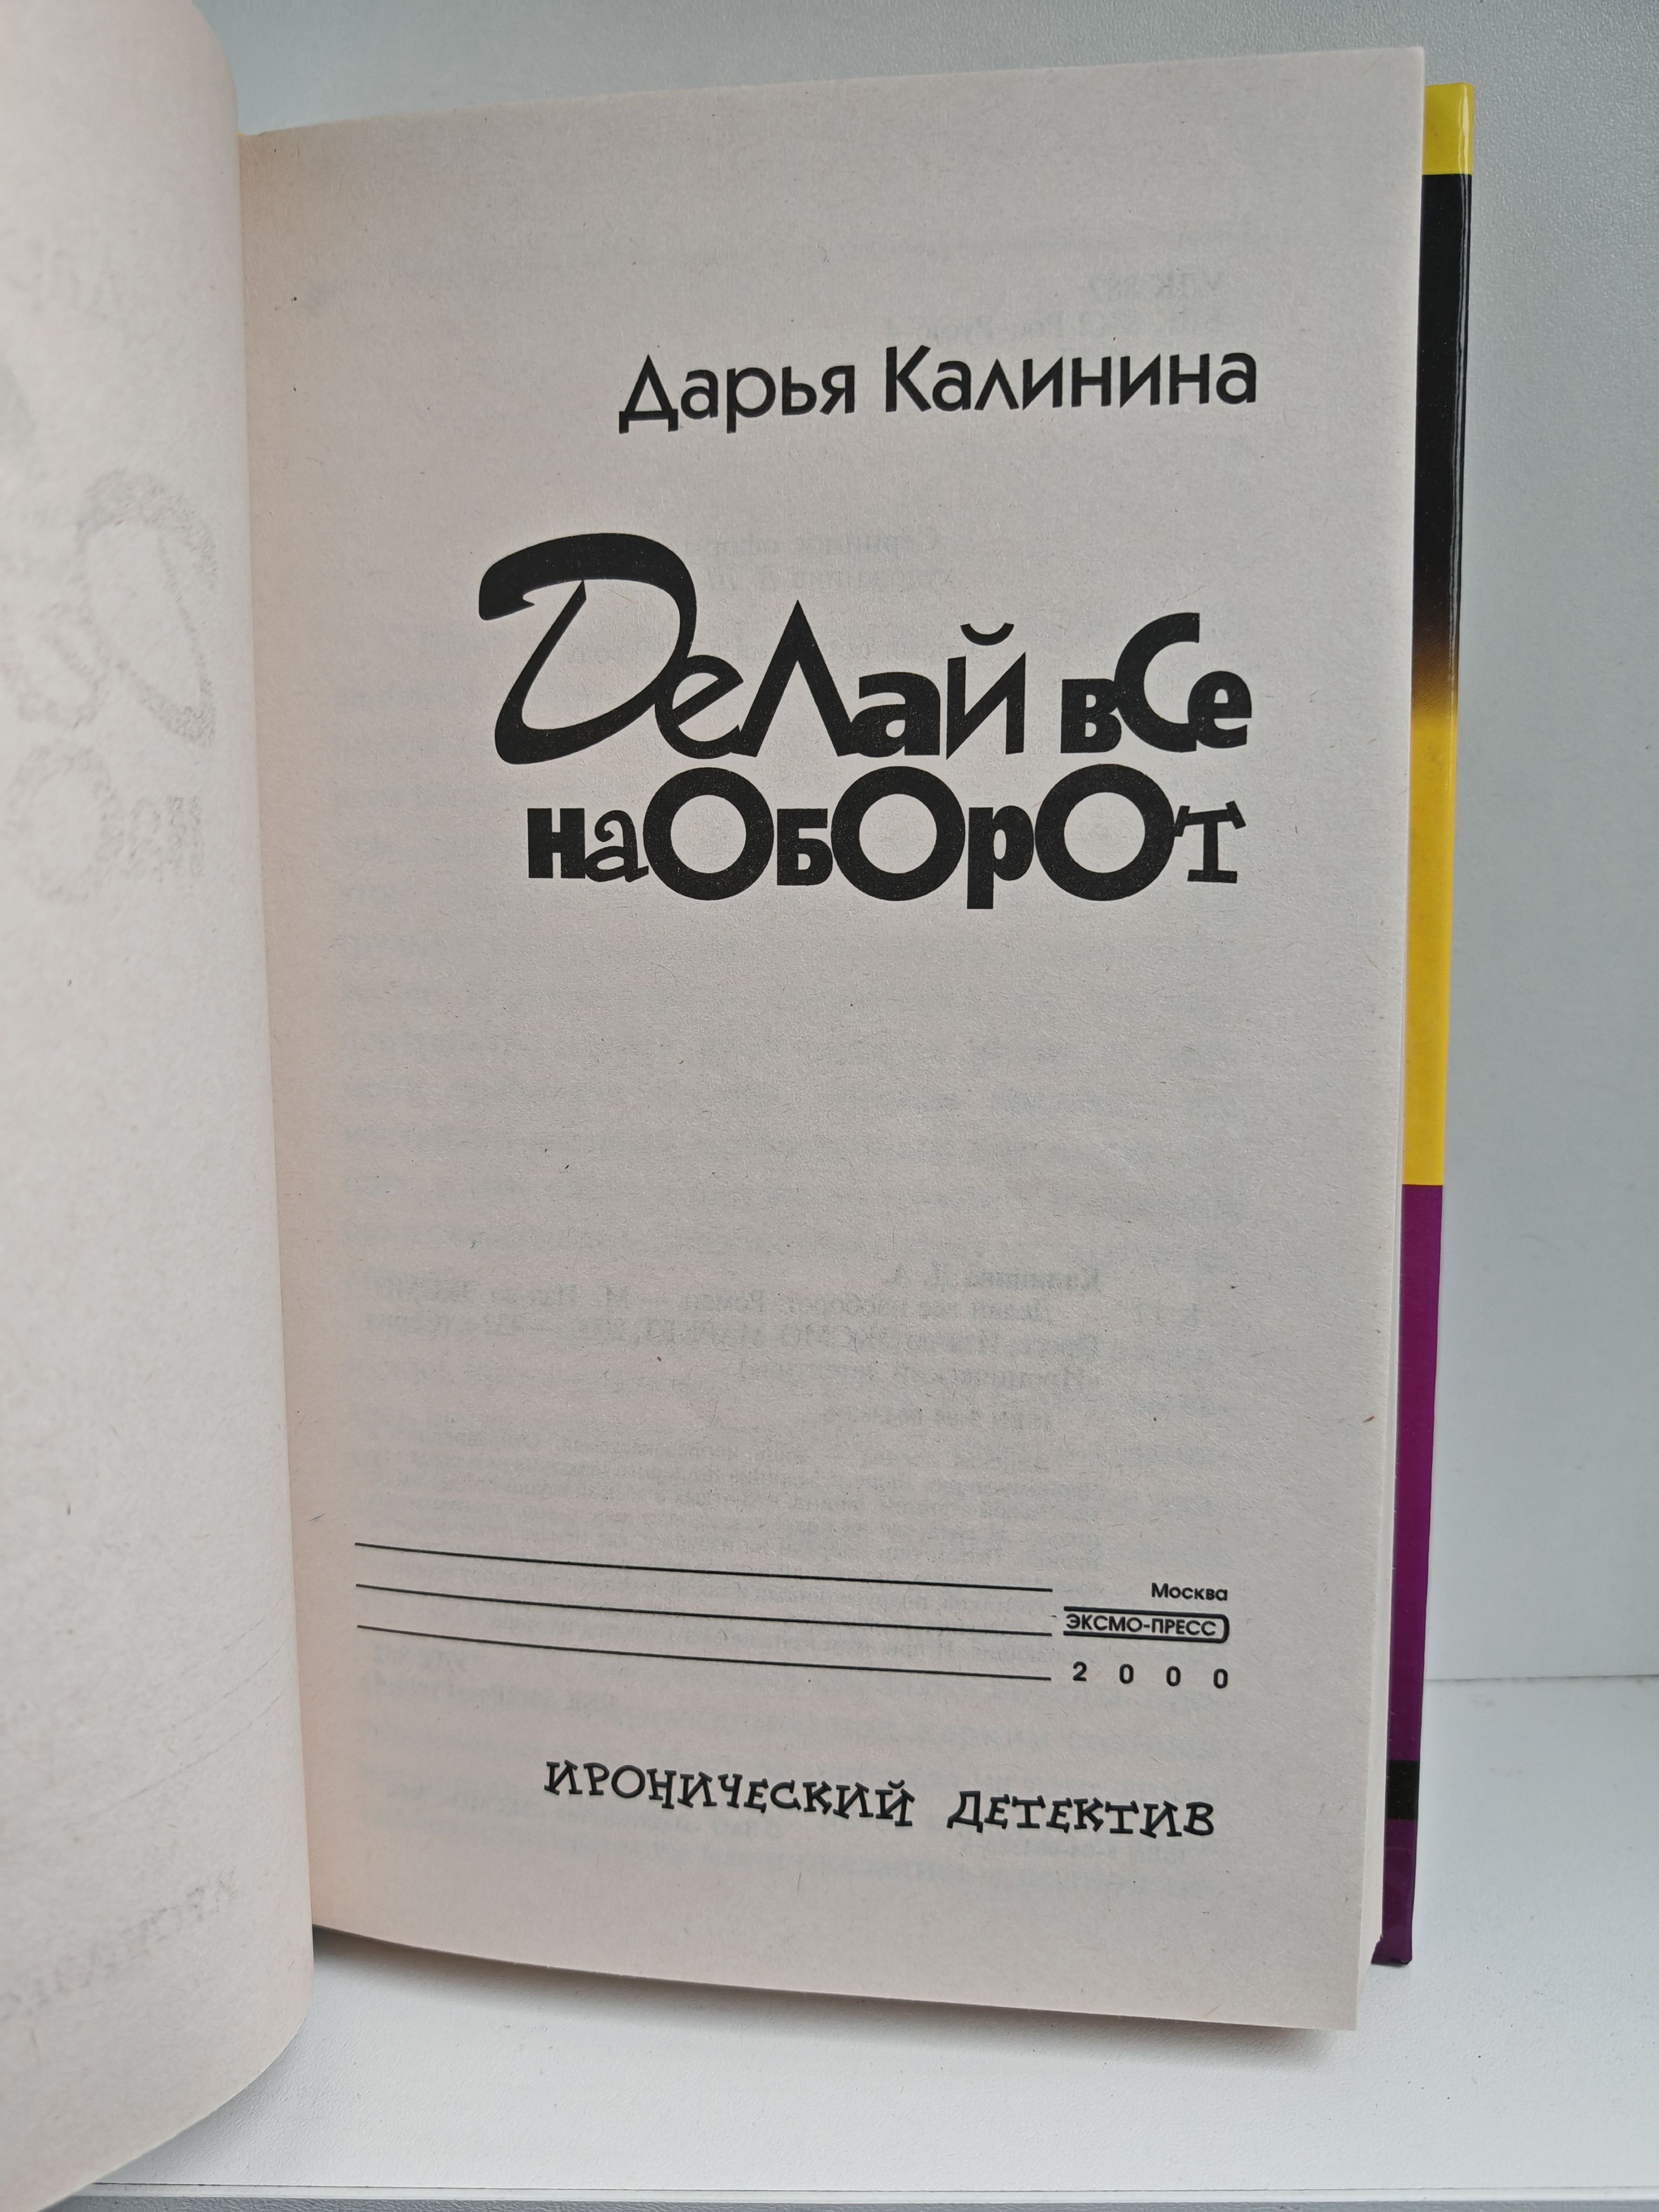 Дарья Калинина
Делай все
наоборот
Москва
ЭКСМО-ПРЕСС
2000
ИРОНИЧЕСКИЙ ДЕТЕКТИВ